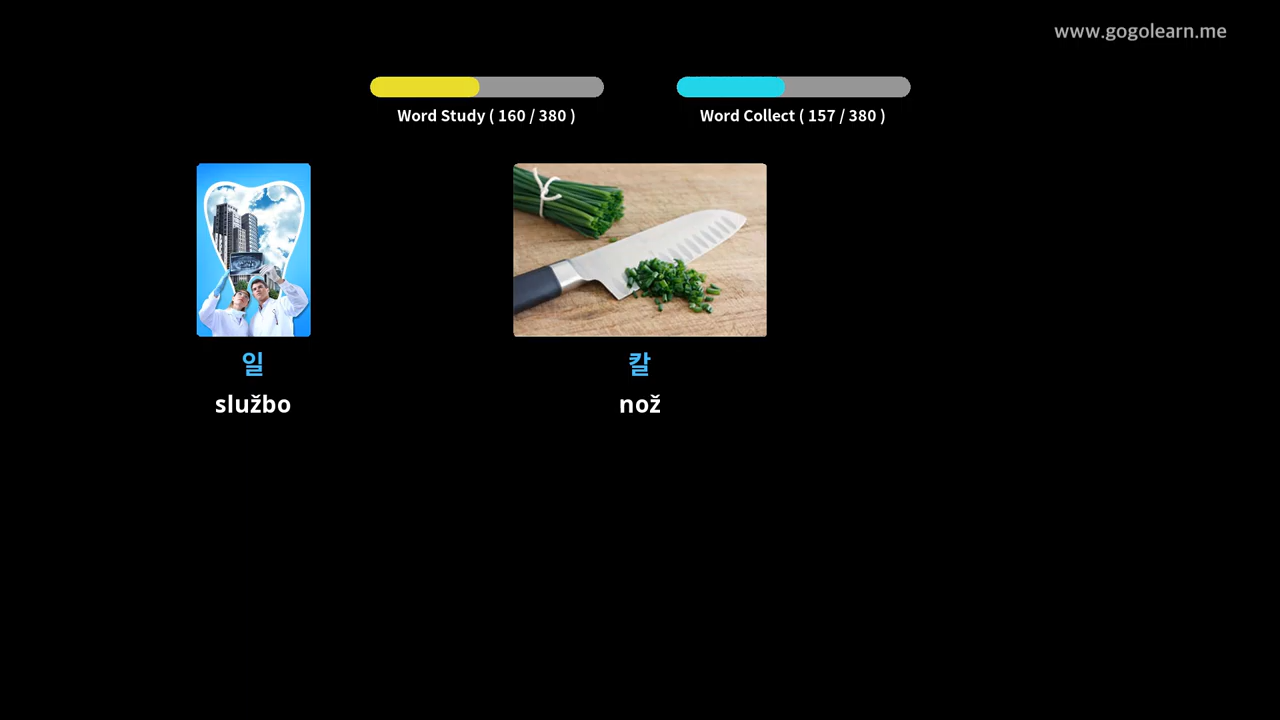 www.gogolearn.me
Word Study ( 160 / 380 )
Word Collect ( 157 / 380 )
일
službo
칼
nož